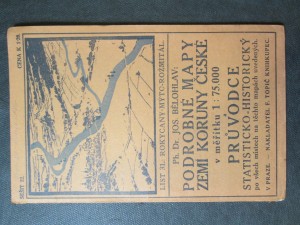 CENA K 1·20.
SEŠIT 31.
LIST 31. ROKYCANY-MÝTO-ROŽMITÁL.
Ph. Dr. JOS. BĚLOHLAV:
PODROBNÉ MAPY
ZEMÍ KORUNY ČESKÉ
v měřítku 1 : 75.000
PRŮVODCE
STATISTICKO-HISTORICKÝ
po všech místech na těchto mapách uvedených.
V PRAZE. – NAKLADATEL F. TOPIČ KNIHKUPEC.